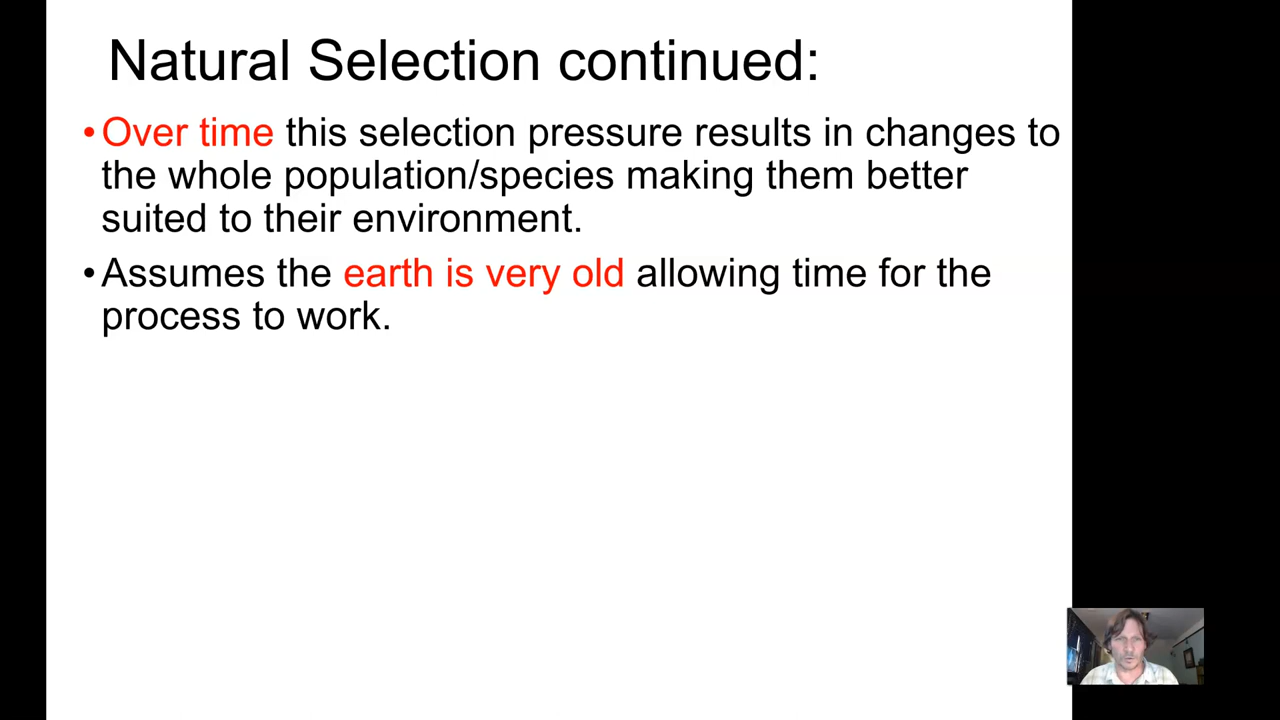 Natural Selection continued:
•Over time this selection pressure results in changes to
the whole population/species making them better
suited to their environment.
•Assumes the earth is very old allowing time for the
process to work.